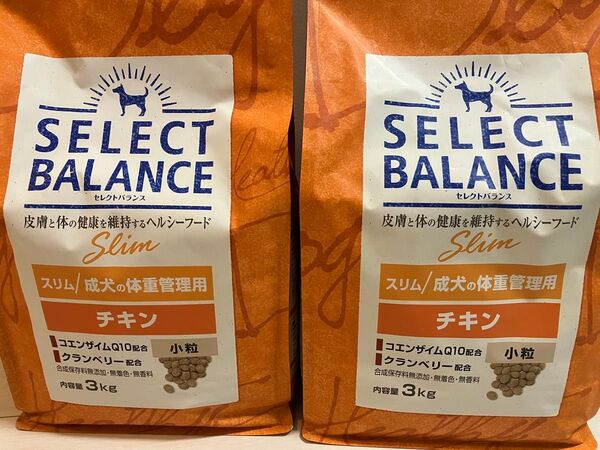 SELECT
BALANCE
セレクトバランス
皮膚と体の健康を維持するヘルシーフード
Slim
スリム/成犬の体重管理用
チキン
コエンザイムQ10配合
クランベリー配合
小粒
合成保存料無添加・無着色・無香料
内容量3kg
SELECT
BALANCE
セレクトバランス
皮膚と体の健康を維持するヘルシーフード
Slim
スリム/成犬の体重管理用
チキン
コエンザイムQ10配合
クランベリー配合
小粒
合成保存料無添加・無着色・無香料
内容量3kg